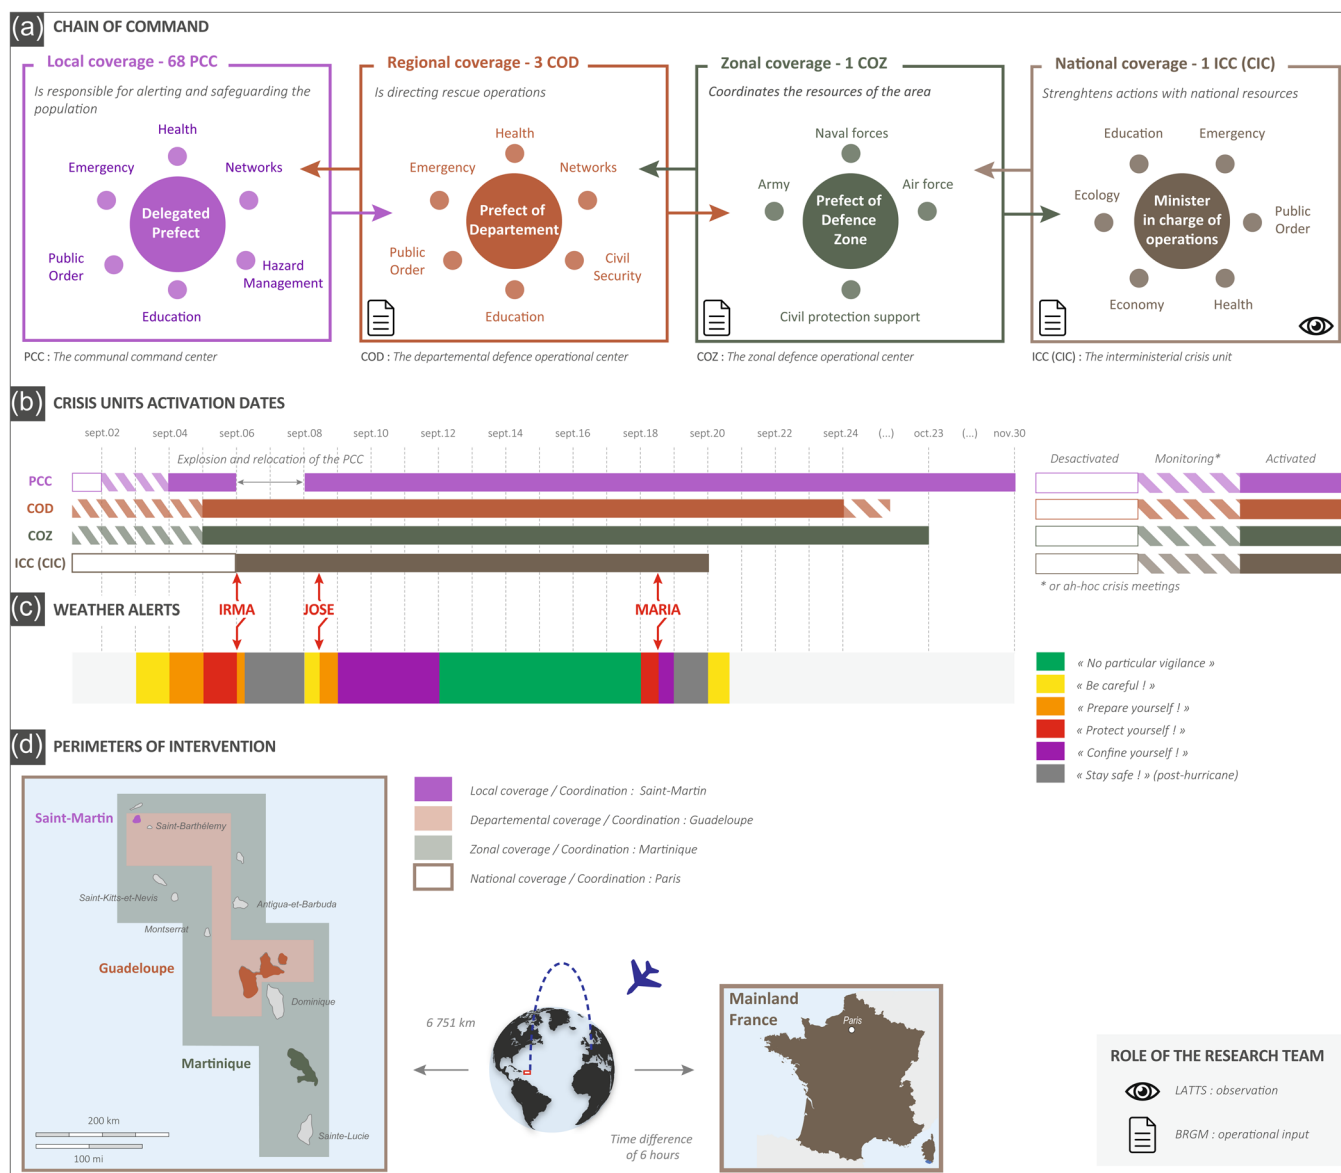 (a) CHAIN OF COMMAND
Local coverage - 68 PCC
Is responsible for alerting and safeguarding the
population
Health
Emergency
Networks
Delegated
Prefect
Public
Order
Hazard
Management
Education
PCC : The communal command center
Regional coverage - 3 COD
Is directing rescue operations
Health
Emergency
Networks
Prefect of
Departement
Public
Order
Civil
Security
Education
COD : The departemental defence operational center
Zonal coverage - 1 COZ
Coordinates the resources of the area
Naval forces
Army
Air force
Prefect of
Defence
Zone
Civil protection support
COZ : The zonal defence operational center
National coverage - 1 ICC (CIC)
Strenghtens actions with national resources
Education
Emergency
Ecology
Minister
in charge of
operations
Public
Order
Economy
Health
ICC (CIC) : The interministerial crisis unit
(b) CRISIS UNITS ACTIVATION DATES
sept.02 sept.04 sept.06 sept.08 sept.10 sept.12 sept.14 sept.16 sept.18 sept.20 sept.22 sept.24 (...) oct.23 (...) nov.30
Explosion and relocation of the PCC
Desactivated Monitoring* Activated
PCC
COD
COZ
ICC (CIC)
* or ah-hoc crisis meetings
(c) WEATHER ALERTS
IRMA JOSE MARIA
« No particular vigilance »
« Be careful ! »
« Prepare yourself ! »
« Protect yourself ! »
« Confine yourself ! »
« Stay safe ! » (post-hurricane)
(d) PERIMETERS OF INTERVENTION
Saint-Martin
Saint-Barthélemy
Saint-Kitts-et-Nevis
Antigua-et-Barbuda
Montserrat
Guadeloupe
Dominique
Martinique
Sainte-Lucie
200 km
100 mi
Local coverage / Coordination : Saint-Martin
Departemental coverage / Coordination : Guadeloupe
Zonal coverage / Coordination : Martinique
National coverage / Coordination : Paris
6 751 km
Time difference
of 6 hours
Mainland
France
Paris
ROLE OF THE RESEARCH TEAM
LATTS : observation
BRGM : operational input